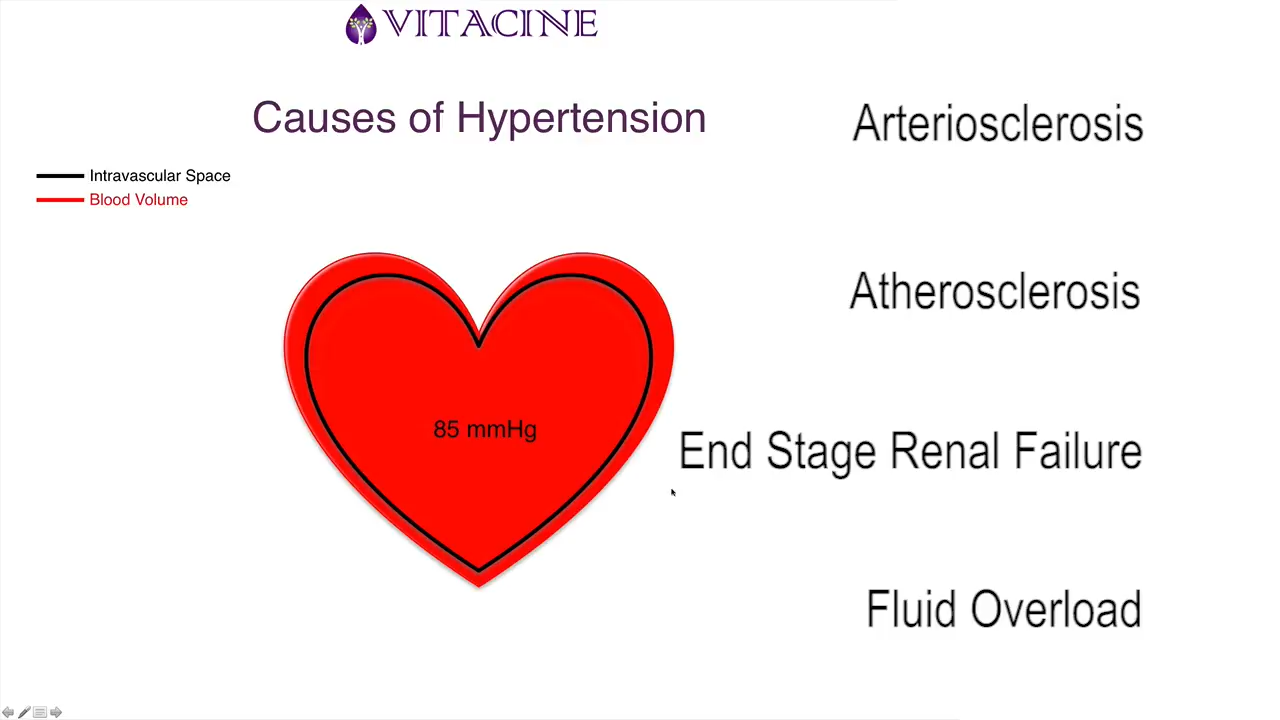 VITACINE
Causes of Hypertension
Intravascular Space
Blood Volume
85 mmHg
Arteriosclerosis
Atherosclerosis
End Stage Renal Failure
Fluid Overload